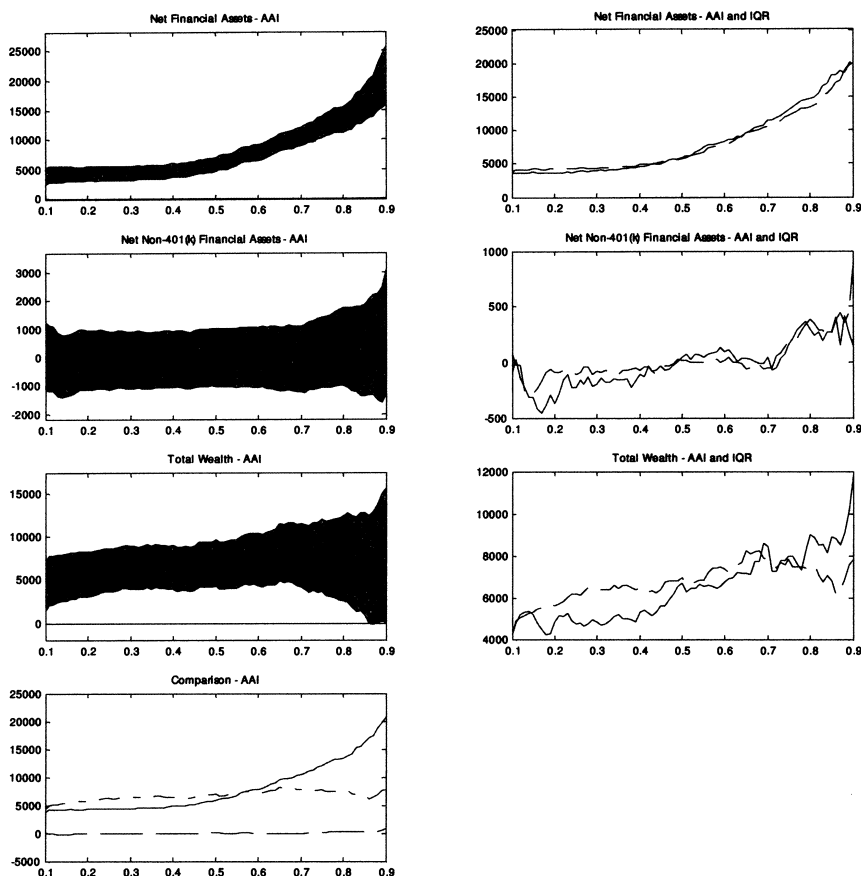 Net Financial Assets - AAI
25000
20000
15000
10000
5000
0
0.1 0.2 0.3 0.4 0.5 0.6 0.7 0.8 0.9
Net Financial Assets - AAI and IQR
25000
20000
15000
10000
5000
0
0.1 0.2 0.3 0.4 0.5 0.6 0.7 0.8 0.9
Net Non-401(k) Financial Assets - AAI
3000
2000
1000
0
-1000
-2000
0.1 0.2 0.3 0.4 0.5 0.6 0.7 0.8 0.9
Net Non-401(k) Financial Assets - AAI and IQR
1000
500
0
-500
0.1 0.2 0.3 0.4 0.5 0.6 0.7 0.8 0.9
Total Wealth - AAI
15000
10000
5000
0
0.1 0.2 0.3 0.4 0.5 0.6 0.7 0.8 0.9
Total Wealth - AAI and IQR
12000
10000
8000
6000
4000
0.1 0.2 0.3 0.4 0.5 0.6 0.7 0.8 0.9
Comparison - AAI
25000
20000
15000
10000
5000
0
-5000
0.1 0.2 0.3 0.4 0.5 0.6 0.7 0.8 0.9